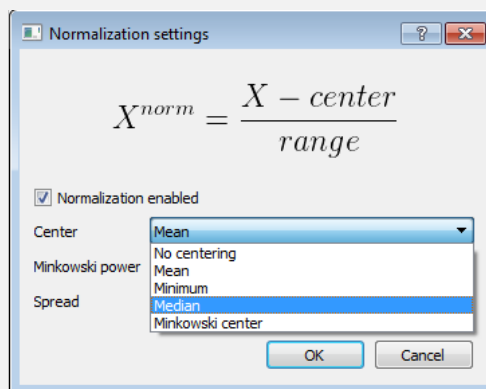 Normalization settings
X^norm = (X − center) / range
Normalization enabled
Center Mean
No centering
Minkowski power Mean
Minimum
Spread Median
Minkowski center
OK Cancel